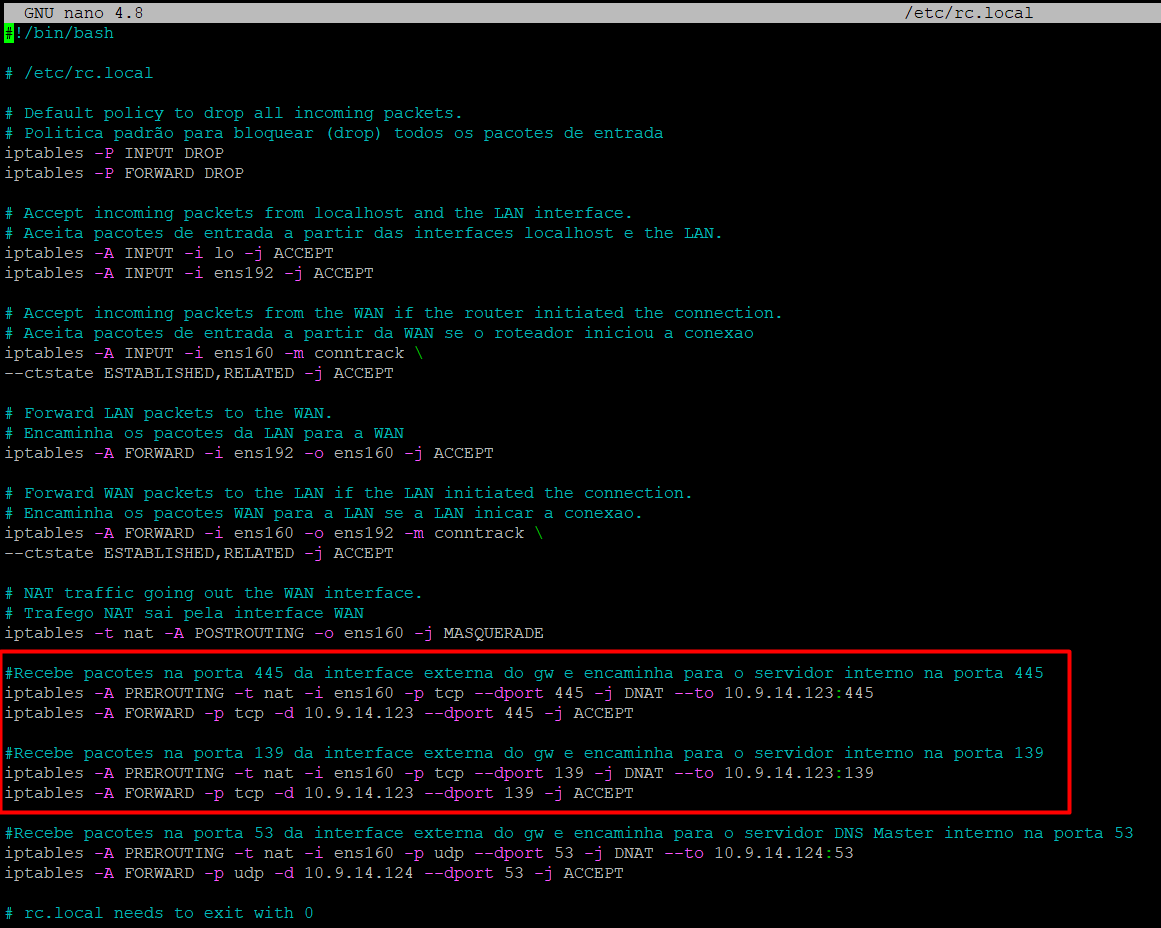 GNU nano 4.8 /etc/rc.local
#!/bin/bash
# /etc/rc.local
# Default policy to drop all incoming packets.
# Politica padrão para bloquear (drop) todos os pacotes de entrada
iptables -P INPUT DROP
iptables -P FORWARD DROP
# Accept incoming packets from localhost and the LAN interface.
# Aceita pacotes de entrada a partir das interfaces localhost e the LAN.
iptables -A INPUT -i lo -j ACCEPT
iptables -A INPUT -i ens192 -j ACCEPT
# Accept incoming packets from the WAN if the router initiated the connection.
# Aceita pacotes de entrada a partir da WAN se o roteador iniciou a conexao
iptables -A INPUT -i ens160 -m conntrack \
--ctstate ESTABLISHED,RELATED -j ACCEPT
# Forward LAN packets to the WAN.
# Encaminha os pacotes da LAN para a WAN
iptables -A FORWARD -i ens192 -o ens160 -j ACCEPT
# Forward WAN packets to the LAN if the LAN initiated the connection.
# Encaminha os pacotes WAN para a LAN se a LAN inicar a conexao.
iptables -A FORWARD -i ens160 -o ens192 -m conntrack \
--ctstate ESTABLISHED,RELATED -j ACCEPT
# NAT traffic going out the WAN interface.
# Trafego NAT sai pela interface WAN
iptables -t nat -A POSTROUTING -o ens160 -j MASQUERADE
#Recebe pacotes na porta 445 da interface externa do gw e encaminha para o servidor interno na porta 445
iptables -A PREROUTING -t nat -i ens160 -p tcp --dport 445 -j DNAT --to 10.9.14.123:445
iptables -A FORWARD -p tcp -d 10.9.14.123 --dport 445 -j ACCEPT
#Recebe pacotes na porta 139 da interface externa do gw e encaminha para o servidor interno na porta 139
iptables -A PREROUTING -t nat -i ens160 -p tcp --dport 139 -j DNAT --to 10.9.14.123:139
iptables -A FORWARD -p tcp -d 10.9.14.123 --dport 139 -j ACCEPT
#Recebe pacotes na porta 53 da interface externa do gw e encaminha para o servidor DNS Master interno na porta 53
iptables -A PREROUTING -t nat -i ens160 -p udp --dport 53 -j DNAT --to 10.9.14.124:53
iptables -A FORWARD -p udp -d 10.9.14.124 --dport 53 -j ACCEPT
# rc.local needs to exit with 0